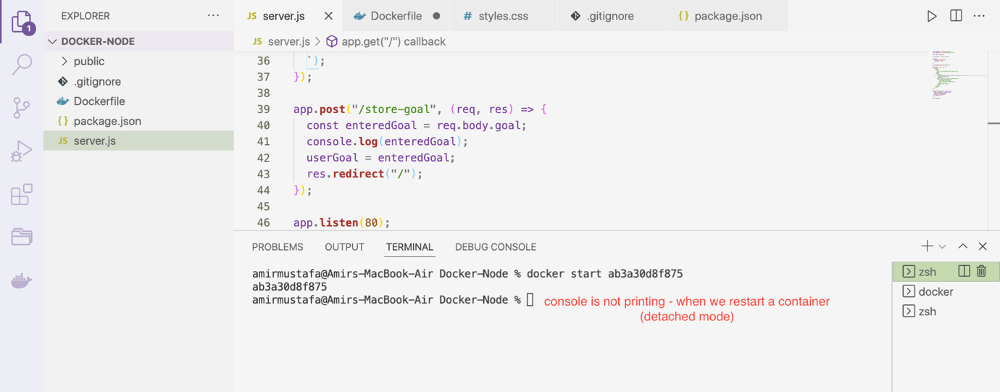 EXPLORER ...
server.js Dockerfile styles.css .gitignore package.json
1
DOCKER-NODE
JS server.js > app.get("/") callback
public
.gitignore
Dockerfile
{} package.json
JS server.js
36 `);
37 });
38
39 app.post("/store-goal", (req, res) => {
40 const enteredGoal = req.body.goal;
41 console.log(enteredGoal);
42 userGoal = enteredGoal;
43 res.redirect("/");
44 });
45
46 app.listen(80);
PROBLEMS OUTPUT TERMINAL DEBUG CONSOLE
amirmustafa@Amirs-MacBook-Air Docker-Node % docker start ab3a30d8f875
ab3a30d8f875
amirmustafa@Amirs-MacBook-Air Docker-Node %
console is not printing - when we restart a container
(detached mode)
zsh
docker
zsh